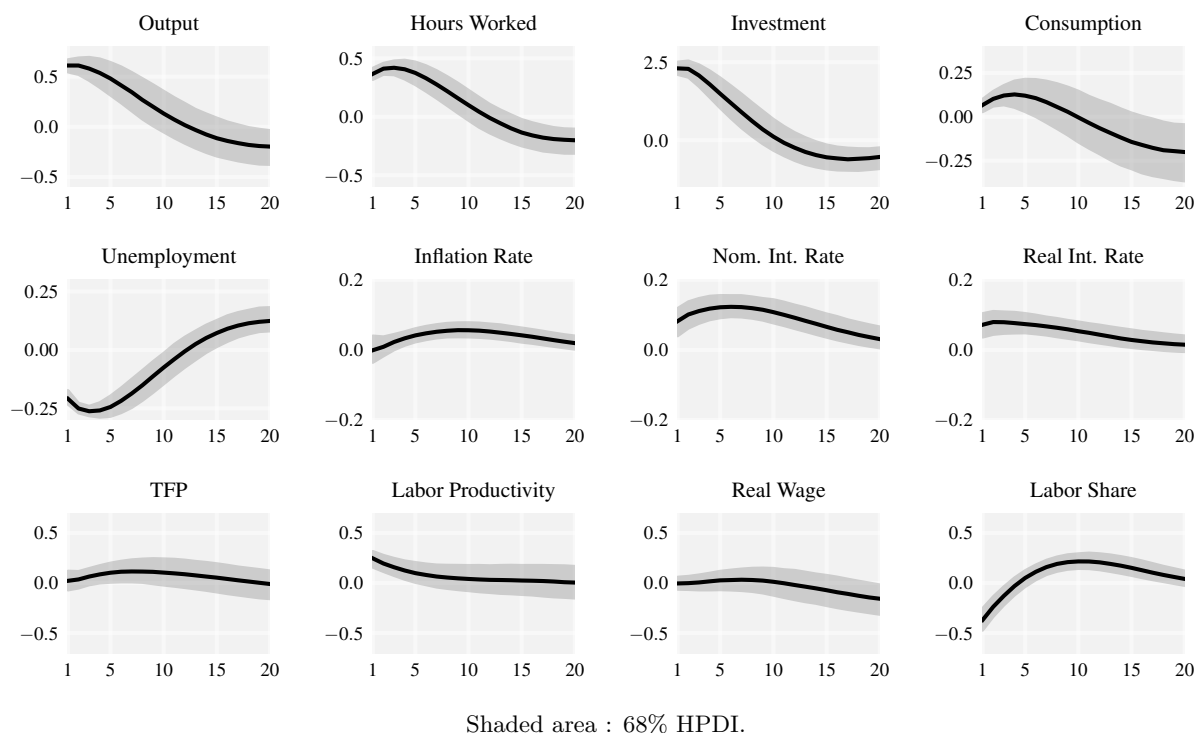 Output Hours Worked Investment Consumption
0.5 0.5 2.5 0.25
0.0 0.0 0.0 0.00
−0.5 −0.5 −0.25
1 5 10 15 20 1 5 10 15 20 1 5 10 15 20 1 5 10 15 20
Unemployment Inflation Rate Nom. Int. Rate Real Int. Rate
0.25 0.2 0.2 0.2
0.00 0.0 0.0 0.0
−0.25 −0.2 −0.2 −0.2
1 5 10 15 20 1 5 10 15 20 1 5 10 15 20 1 5 10 15 20
TFP Labor Productivity Real Wage Labor Share
0.5 0.5 0.5 0.5
0.0 0.0 0.0 0.0
−0.5 −0.5 −0.5 −0.5
1 5 10 15 20 1 5 10 15 20 1 5 10 15 20 1 5 10 15 20
Shaded area : 68% HPDI.